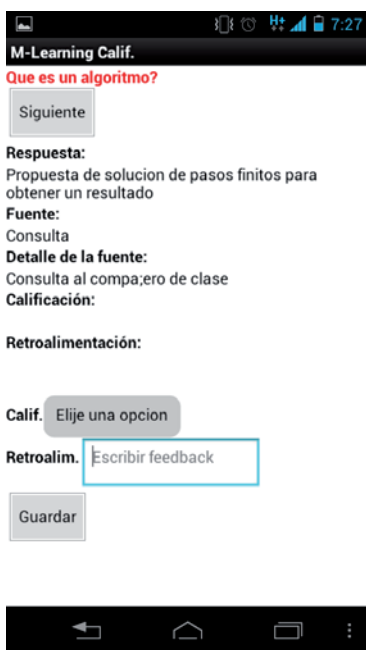 H+ 7:27
M-Learning Calif.
Que es un algoritmo?
Siguiente
Respuesta:
Propuesta de solucion de pasos finitos para
obtener un resultado
Fuente:
Consulta
Detalle de la fuente:
Consulta al compa;ero de clase
Calificación:
Retroalimentación:
Calif. Elije una opcion
Retroalim. Escribir feedback
Guardar